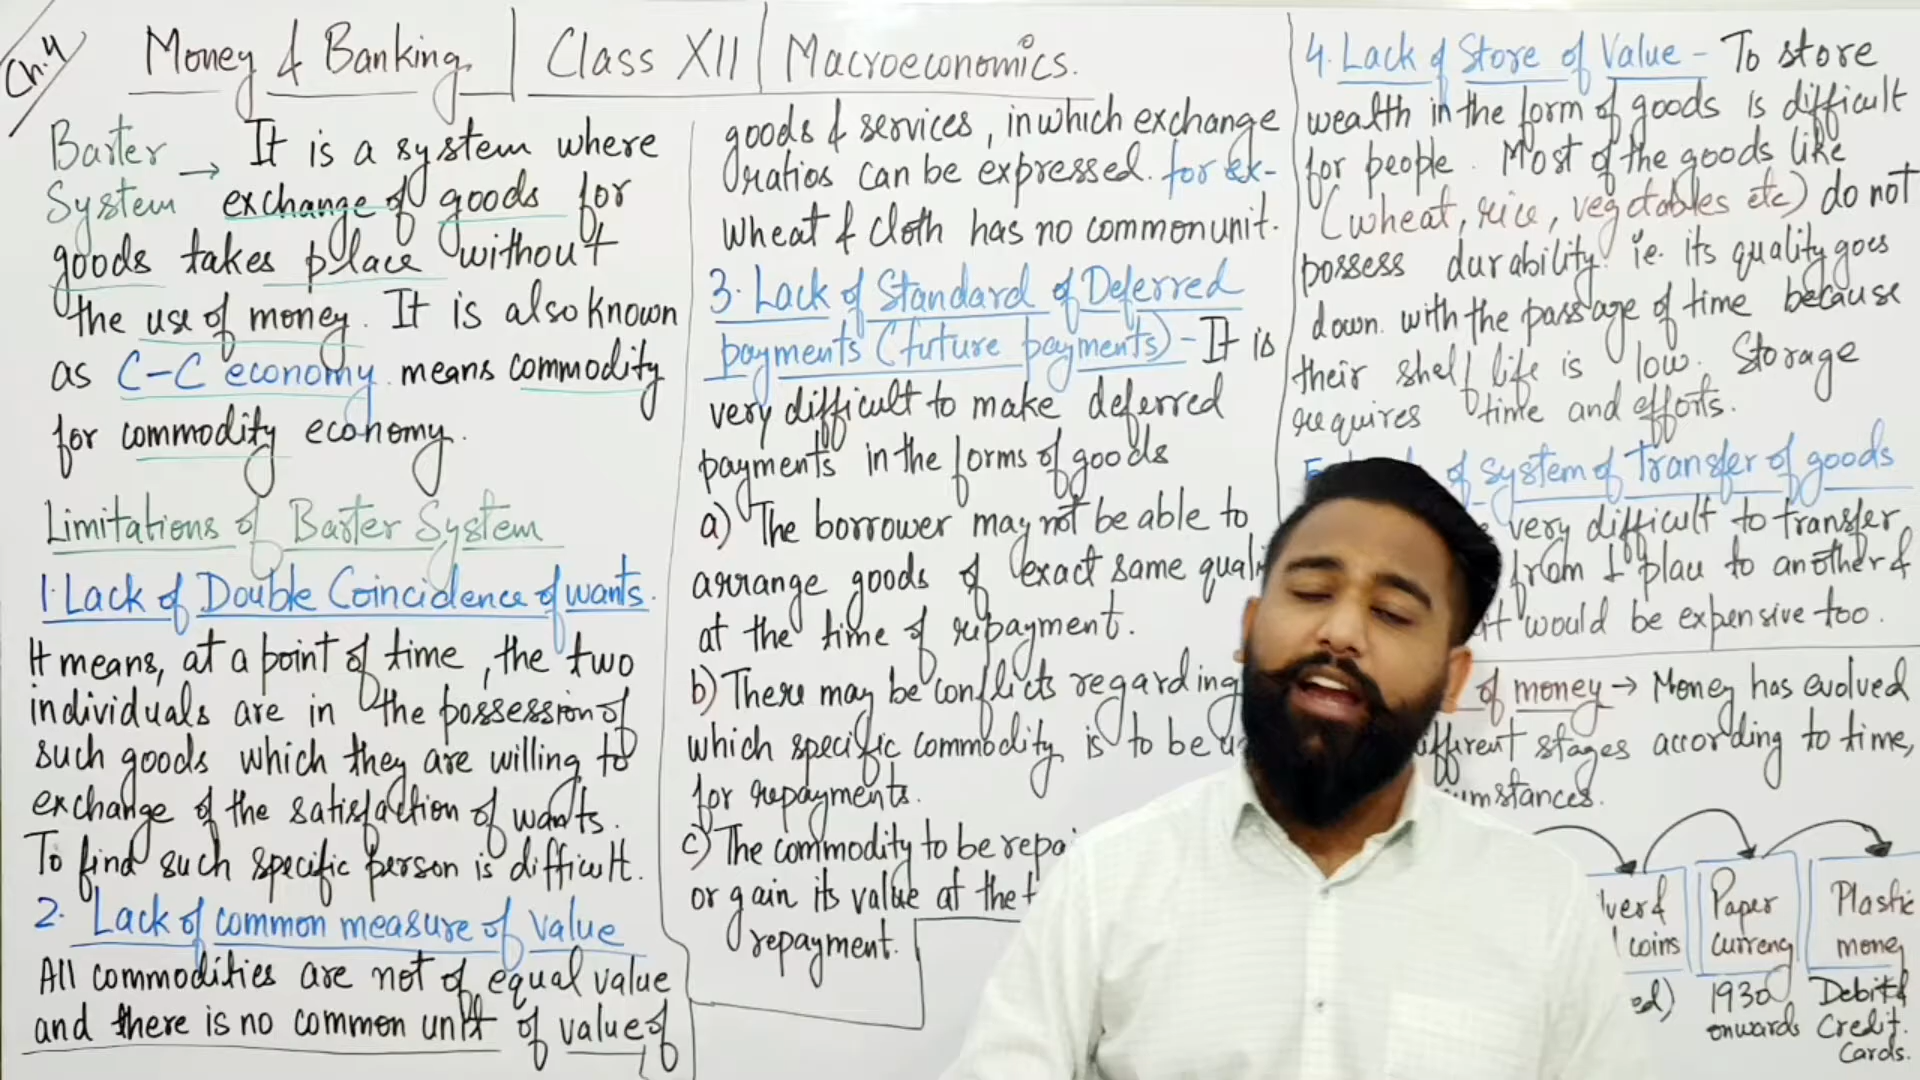 Ch.4
Money & Banking | Class XII | Macroeconomics.
Barter System → It is a system where
exchange of goods for
goods takes place without
the use of money. It is also known
as C-C economy. means commodity
for commodity economy.
Limitations of Barter System
1. Lack of Double Coincidence of wants.
It means, at a point of time, the two
individuals are in the possession of
such goods which they are willing to
exchange of the satisfaction of wants.
To find such specific person is difficult.
2. Lack of common measure of value
All commodities are not of equal value
and there is no common unit of value of
goods & services, in which exchange
ratios can be expressed. for ex-
wheat & cloth has no common unit.
3. Lack of Standard of Deferred
payments (future payments) - It is
very difficult to make deferred
payments in the forms of goods
a) The borrower may not be able to
arrange goods of exact same quali
at the time of repayment.
b) There may be conflicts regarding
which specific commodity is to be u
for repayments.
c) The commodity to be repa
or gain its value at the t
repayment.
4. Lack of Store of Value - To store
wealth in the form of goods is difficult
for people. Most of the goods like
(wheat, rice, vegetables etc) do not
possess durability. i.e. its quality goes
down. with the passage of time because
their shelf life is low. Storage
requires time and efforts.
of system of transfer of goods
very difficult to transfer
from 1 place to another &
it would be expensive too.
of money → Money has evolved
different stages according to time,
umstances.
lver &
coins
ed)
Paper
currency
1930
onwards
Plastic
money
Debit &
Credit.
Cards.